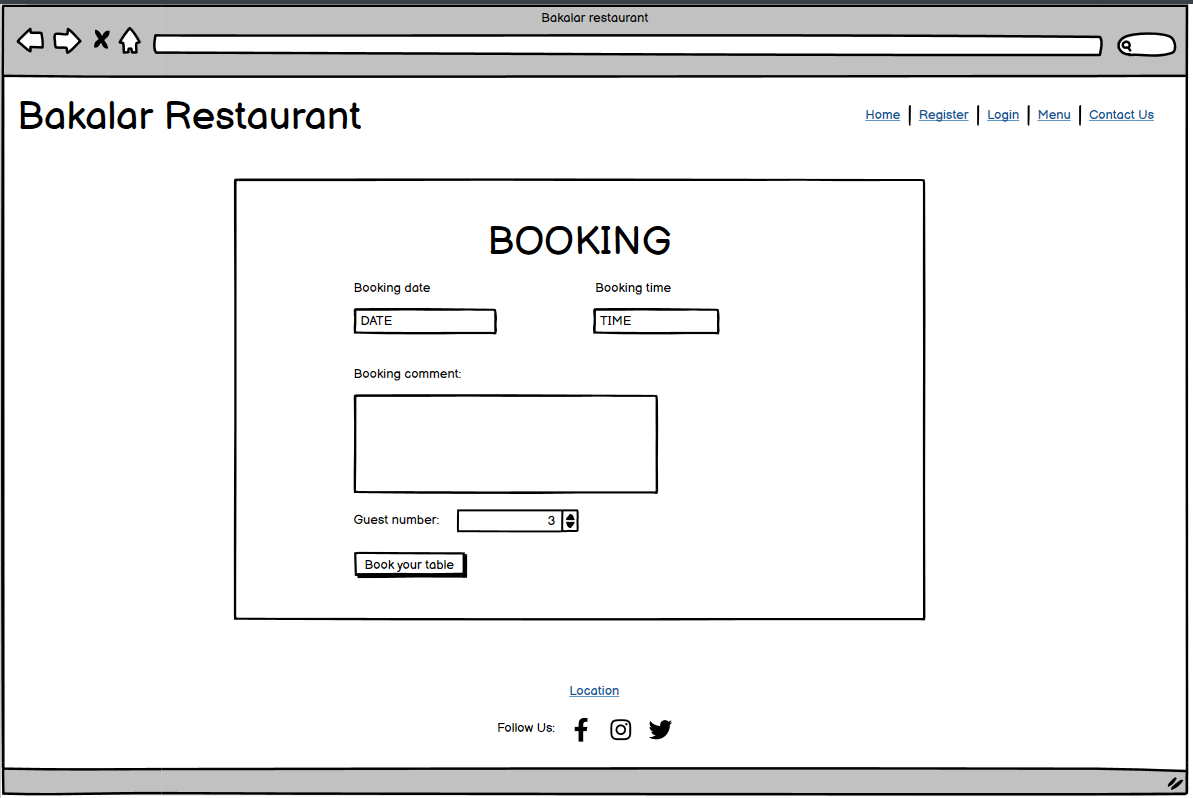 Bakalar restaurant
Bakalar Restaurant
Home | Register | Login | Menu | Contact Us
BOOKING
Booking date Booking time
DATE TIME
Booking comment:
Guest number: 3
Book your table
Location
Follow Us: